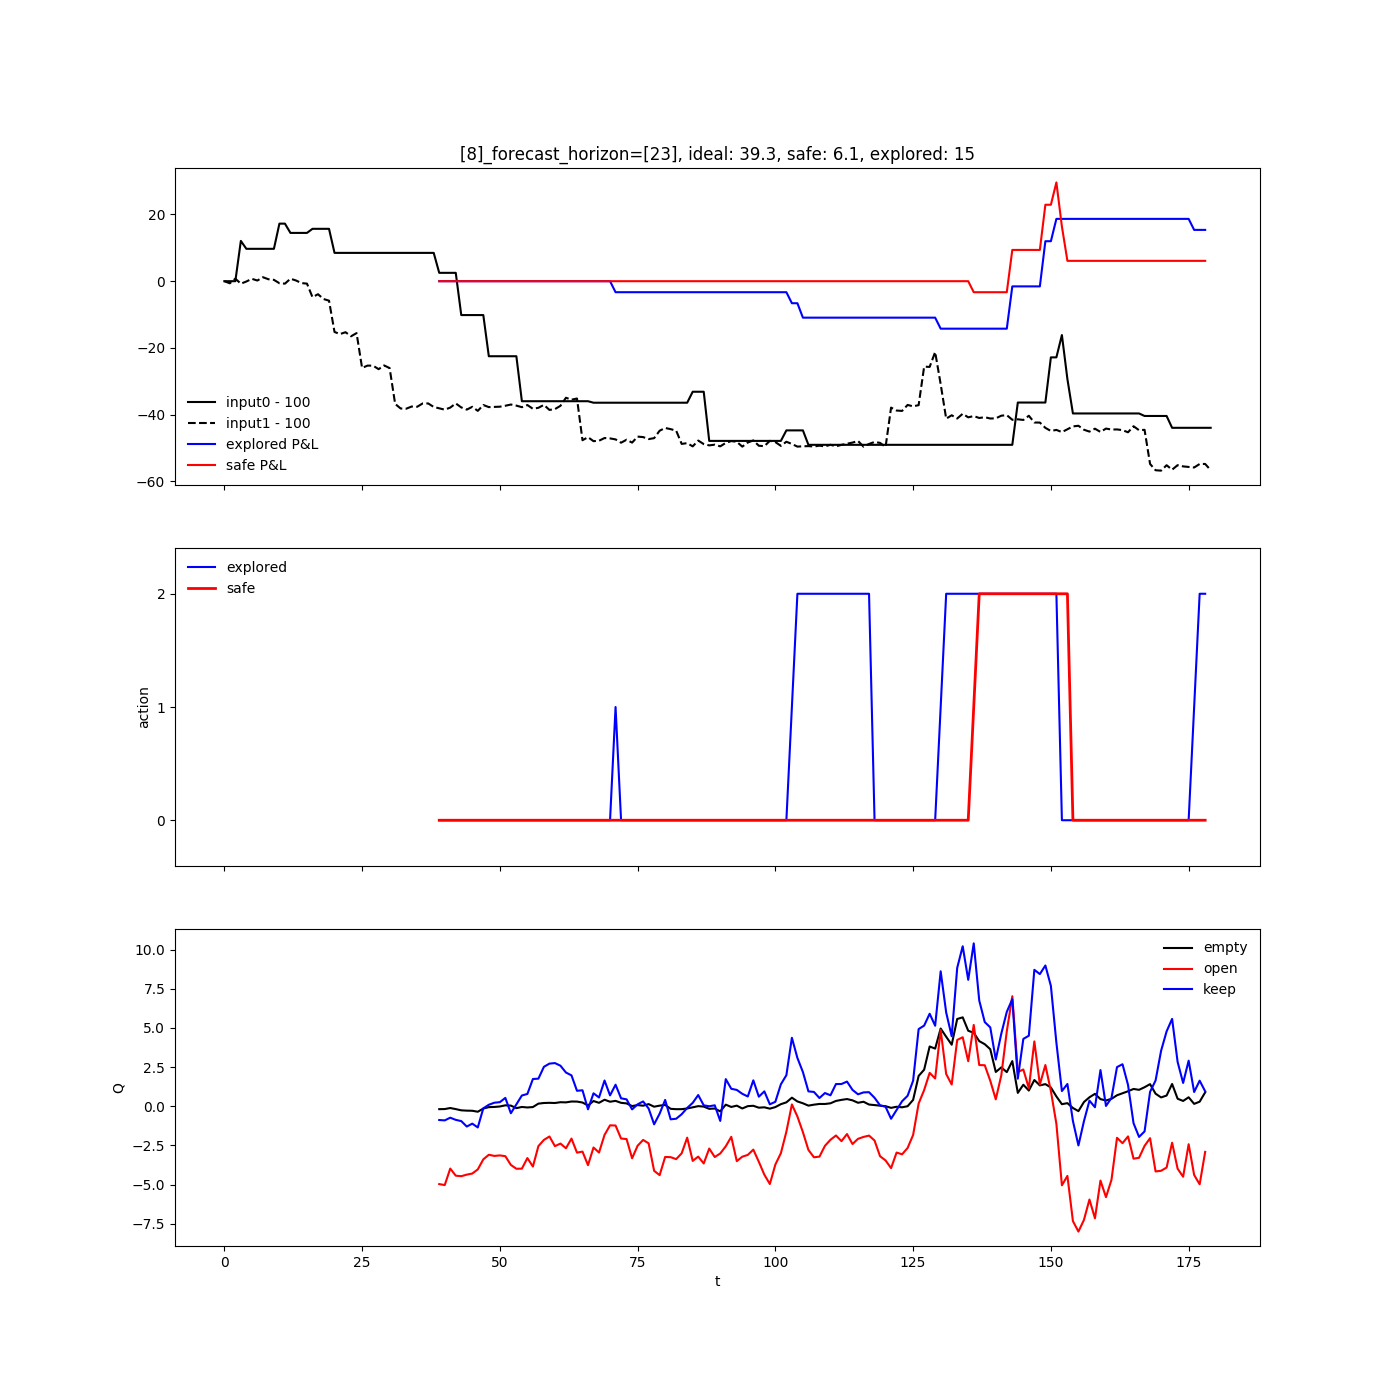 [8]_forecast_horizon=[23], ideal: 39.3, safe: 6.1, explored: 15
20
0
−20
−40
−60
input0 - 100
input1 - 100
explored P&L
safe P&L
explored
safe
2
1
0
action
empty
open
keep
10.0
7.5
5.0
2.5
0.0
−2.5
−5.0
−7.5
Q
0 25 50 75 100 125 150 175
t